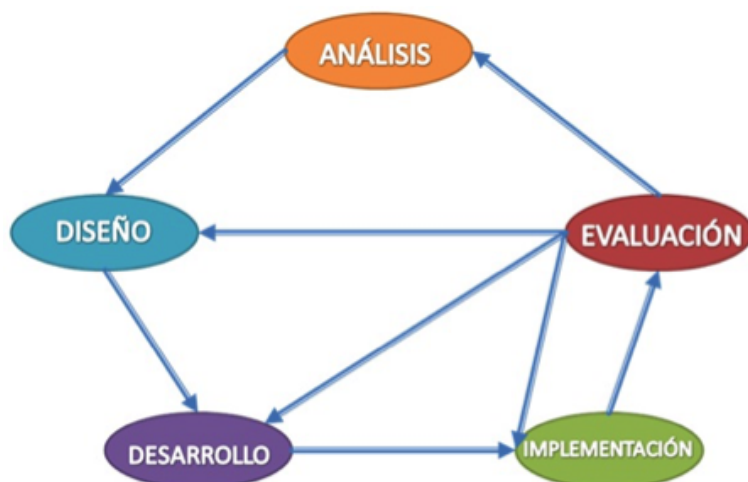 ANÁLISIS
DISEÑO
EVALUACIÓN
DESARROLLO
IMPLEMENTACIÓN